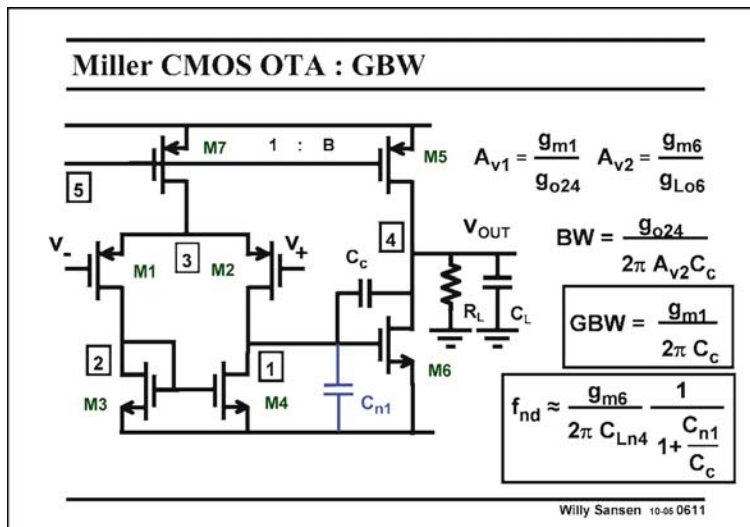 Miller CMOS OTA : GBW
M7
1 : B
M5
5
V-
M1
3
M2
V+
4
VOUT
Cc
RL
CL
2
M3
1
M4
Cn1
M6
Av1 = gm1 / go24
Av2 = gm6 / gLo6
BW = go24 / 2π Av2Cc
GBW = gm1 / 2π Cc
fnd ≈ gm6 / 2π CLn4 1 / 1+ Cn1 / Cc
Willy Sansen 10-05 0611